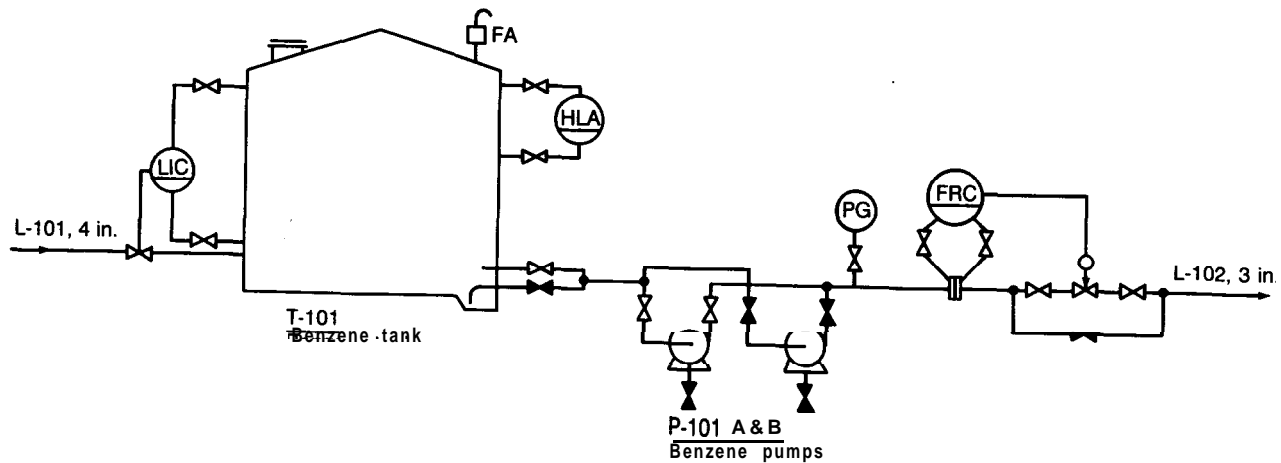 FA
HLA
LIC
PG
FRC
L-101, 4 in.
L-102, 3 in.
T-101
Benzene tank
P-101 A & B
Benzene pumps